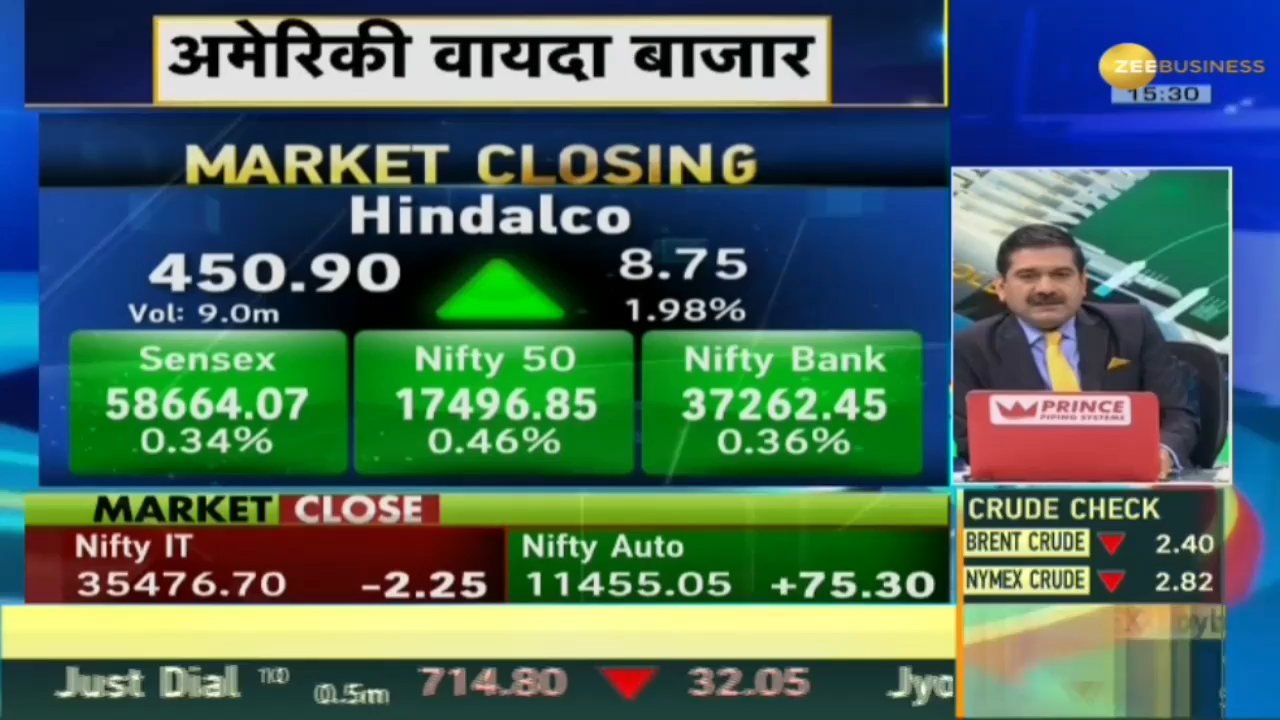 अमेरिकी वायदा बाजार
ZEEBUSINESS
15:30
MARKET CLOSING
Hindalco
450.90
8.75
Vol: 9.0m
1.98%
Sensex
58664.07
0.34%
Nifty 50
17496.85
0.46%
Nifty Bank
37262.45
0.36%
PRINCE
PIPING SYSTEMS
MARKET CLOSE
Nifty IT
35476.70 -2.25
Nifty Auto
11455.05 +75.30
CRUDE CHECK
BRENT CRUDE 2.40
NYMEX CRUDE 2.82
Just Dial 0.5m 714.80 32.05 Jyo